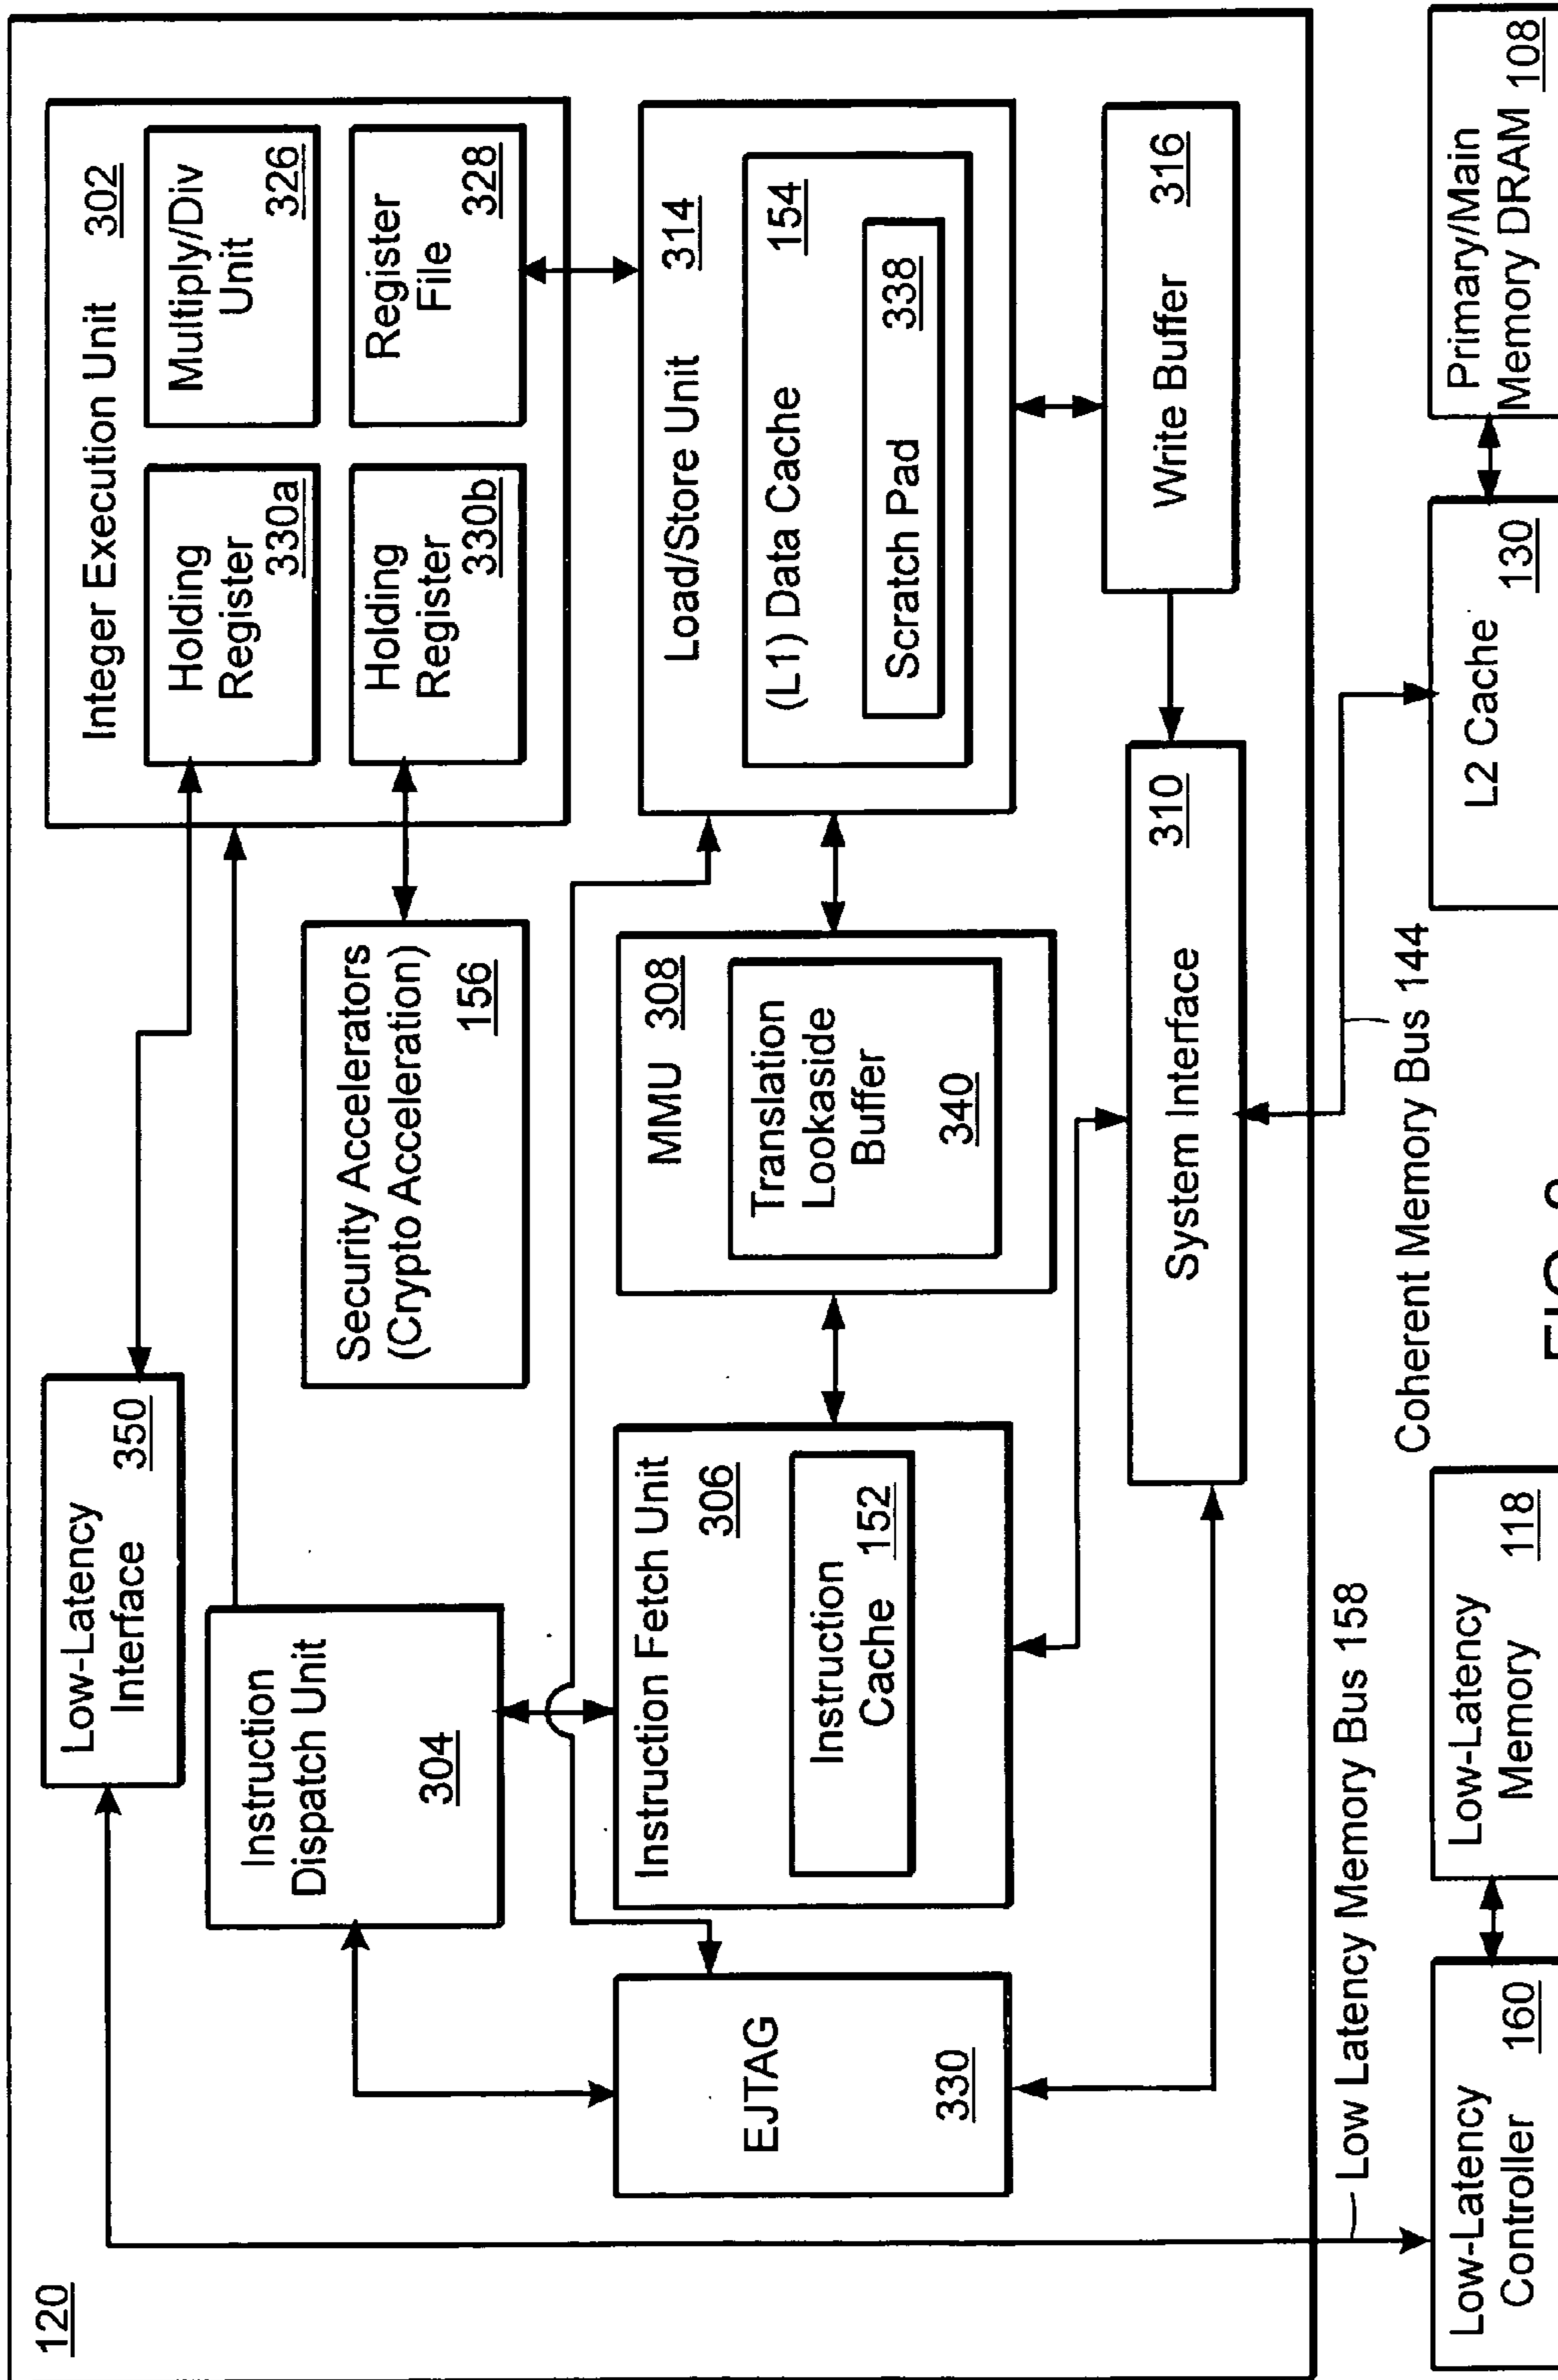 120
Low-Latency
Interface
350
Integer Execution Unit
302
Holding
Register
330a
Multiply/Div
Unit
326
Holding
Register
330b
Register
File
328
Instruction
Dispatch Unit
304
Security Accelerators
(Crypto Acceleration)
156
EJTAG
330
Instruction Fetch Unit
306
Instruction
Cache 152
MMU 308
Translation
Lookaside
Buffer
340
Load/Store Unit
314
(L1) Data Cache
154
Scratch Pad
338
System Interface
310
Write Buffer
316
Low Latency Memory Bus 158
Coherent Memory Bus 144
Low-Latency
Controller
160
Low-Latency
Memory
118
L2 Cache
130
Primary/Main
Memory DRAM 108
FIG.